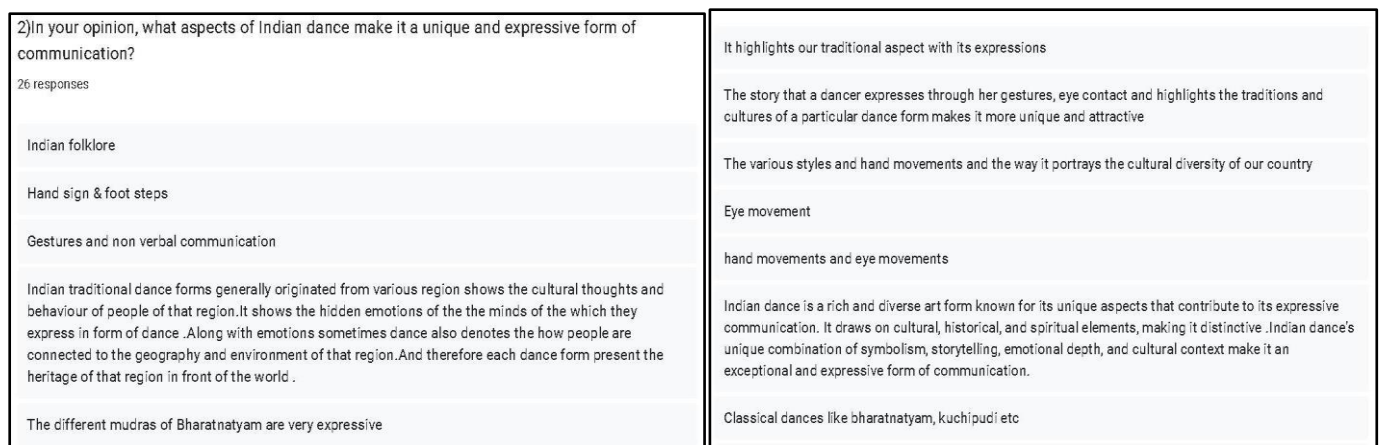 2)In your opinion, what aspects of Indian dance make it a unique and expressive form of
communication?
26 responses
Indian folklore
Hand sign & foot steps
Gestures and non verbal communication
Indian traditional dance forms generally originated from various region shows the cultural thoughts and
behaviour of people of that region.It shows the hidden emotions of the the minds of the which they
express in form of dance .Along with emotions sometimes dance also denotes the how people are
connected to the geography and environment of that region.And therefore each dance form present the
heritage of that region in front of the world .
The different mudras of Bharatnatyam are very expressive
It highlights our traditional aspect with its expressions
The story that a dancer expresses through her gestures, eye contact and highlights the traditions and
cultures of a particular dance form makes it more unique and attractive
The various styles and hand movements and the way it portrays the cultural diversity of our country
Eye movement
hand movements and eye movements
Indian dance is a rich and diverse art form known for its unique aspects that contribute to its expressive
communication. It draws on cultural, historical, and spiritual elements, making it distinctive .Indian dance's
unique combination of symbolism, storytelling, emotional depth, and cultural context make it an
exceptional and expressive form of communication.
Classical dances like bharatnatyam, kuchipudi etc